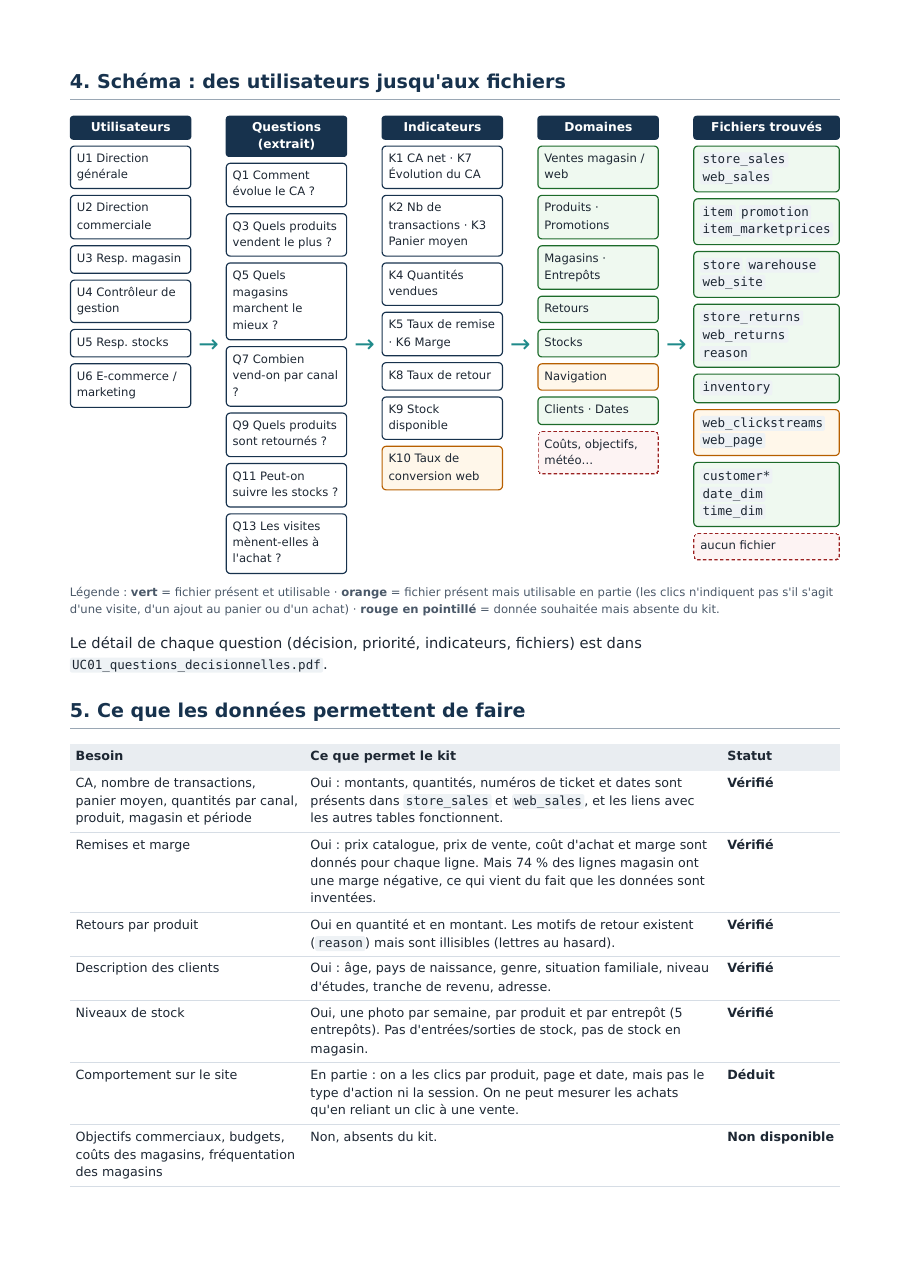 4. Schéma : des utilisateurs jusqu'aux fichiers
Utilisateurs
U1 Direction
générale
U2 Direction
commerciale
U3 Resp. magasin
U4 Contrôleur de
gestion
U5 Resp. stocks
U6 E-commerce /
marketing
→
Questions
(extrait)
Q1 Comment
évolue le CA ?
Q3 Quels produits
vendent le plus ?
Q5 Quels
magasins
marchent le
mieux ?
Q7 Combien
vend-on par canal
?
Q9 Quels produits
sont retournés ?
Q11 Peut-on
suivre les stocks ?
Q13 Les visites
mènent-elles à
l'achat ?
→
Indicateurs
K1 CA net · K7
Évolution du CA
K2 Nb de
transactions · K3
Panier moyen
K4 Quantités
vendues
K5 Taux de remise
· K6 Marge
K8 Taux de retour
K9 Stock
disponible
K10 Taux de
conversion web
→
Domaines
Ventes magasin /
web
Produits ·
Promotions
Magasins ·
Entrepôts
Retours
Stocks
Navigation
Clients · Dates
Coûts, objectifs,
météo…
→
Fichiers trouvés
store_sales
web_sales
item promotion
item_marketprices
store warehouse
web_site
store_returns
web_returns
reason
inventory
web_clickstreams
web_page
customer*
date_dim
time_dim
aucun fichier
Légende : vert = fichier présent et utilisable · orange = fichier présent mais utilisable en partie (les clics n'indiquent pas s'il s'agit
d'une visite, d'un ajout au panier ou d'un achat) · rouge en pointillé = donnée souhaitée mais absente du kit.
Le détail de chaque question (décision, priorité, indicateurs, fichiers) est dans
UC01_questions_decisionnelles.pdf.
5. Ce que les données permettent de faire
Besoin Ce que permet le kit Statut
CA, nombre de transactions,
panier moyen, quantités par canal,
produit, magasin et période
Oui : montants, quantités, numéros de ticket et dates sont
présents dans store_sales et web_sales, et les liens avec
les autres tables fonctionnent.
Vérifié
Remises et marge
Oui : prix catalogue, prix de vente, coût d'achat et marge sont
donnés pour chaque ligne. Mais 74 % des lignes magasin ont
une marge négative, ce qui vient du fait que les données sont
inventées.
Vérifié
Retours par produit
Oui en quantité et en montant. Les motifs de retour existent
(reason) mais sont illisibles (lettres au hasard).
Vérifié
Description des clients
Oui : âge, pays de naissance, genre, situation familiale, niveau
d'études, tranche de revenu, adresse.
Vérifié
Niveaux de stock
Oui, une photo par semaine, par produit et par entrepôt (5
entrepôts). Pas d'entrées/sorties de stock, pas de stock en
magasin.
Vérifié
Comportement sur le site
En partie : on a les clics par produit, page et date, mais pas le
type d'action ni la session. On ne peut mesurer les achats
qu'en reliant un clic à une vente.
Déduit
Objectifs commerciaux, budgets,
coûts des magasins, fréquentation
des magasins
Non, absents du kit.
Non disponible